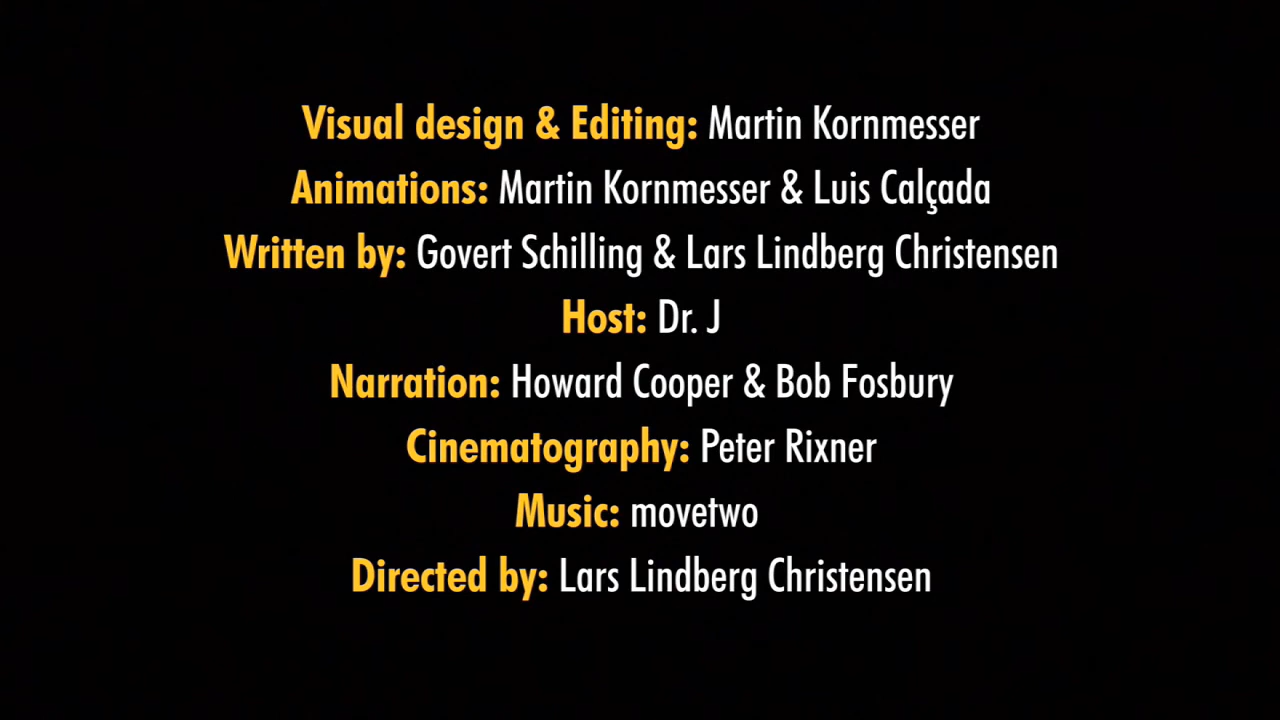 Visual design & Editing: Martin Kornmesser
Animations: Martin Kornmesser & Luis Calçada
Written by: Govert Schilling & Lars Lindberg Christensen
Host: Dr. J
Narration: Howard Cooper & Bob Fosbury
Cinematography: Peter Rixner
Music: movetwo
Directed by: Lars Lindberg Christensen